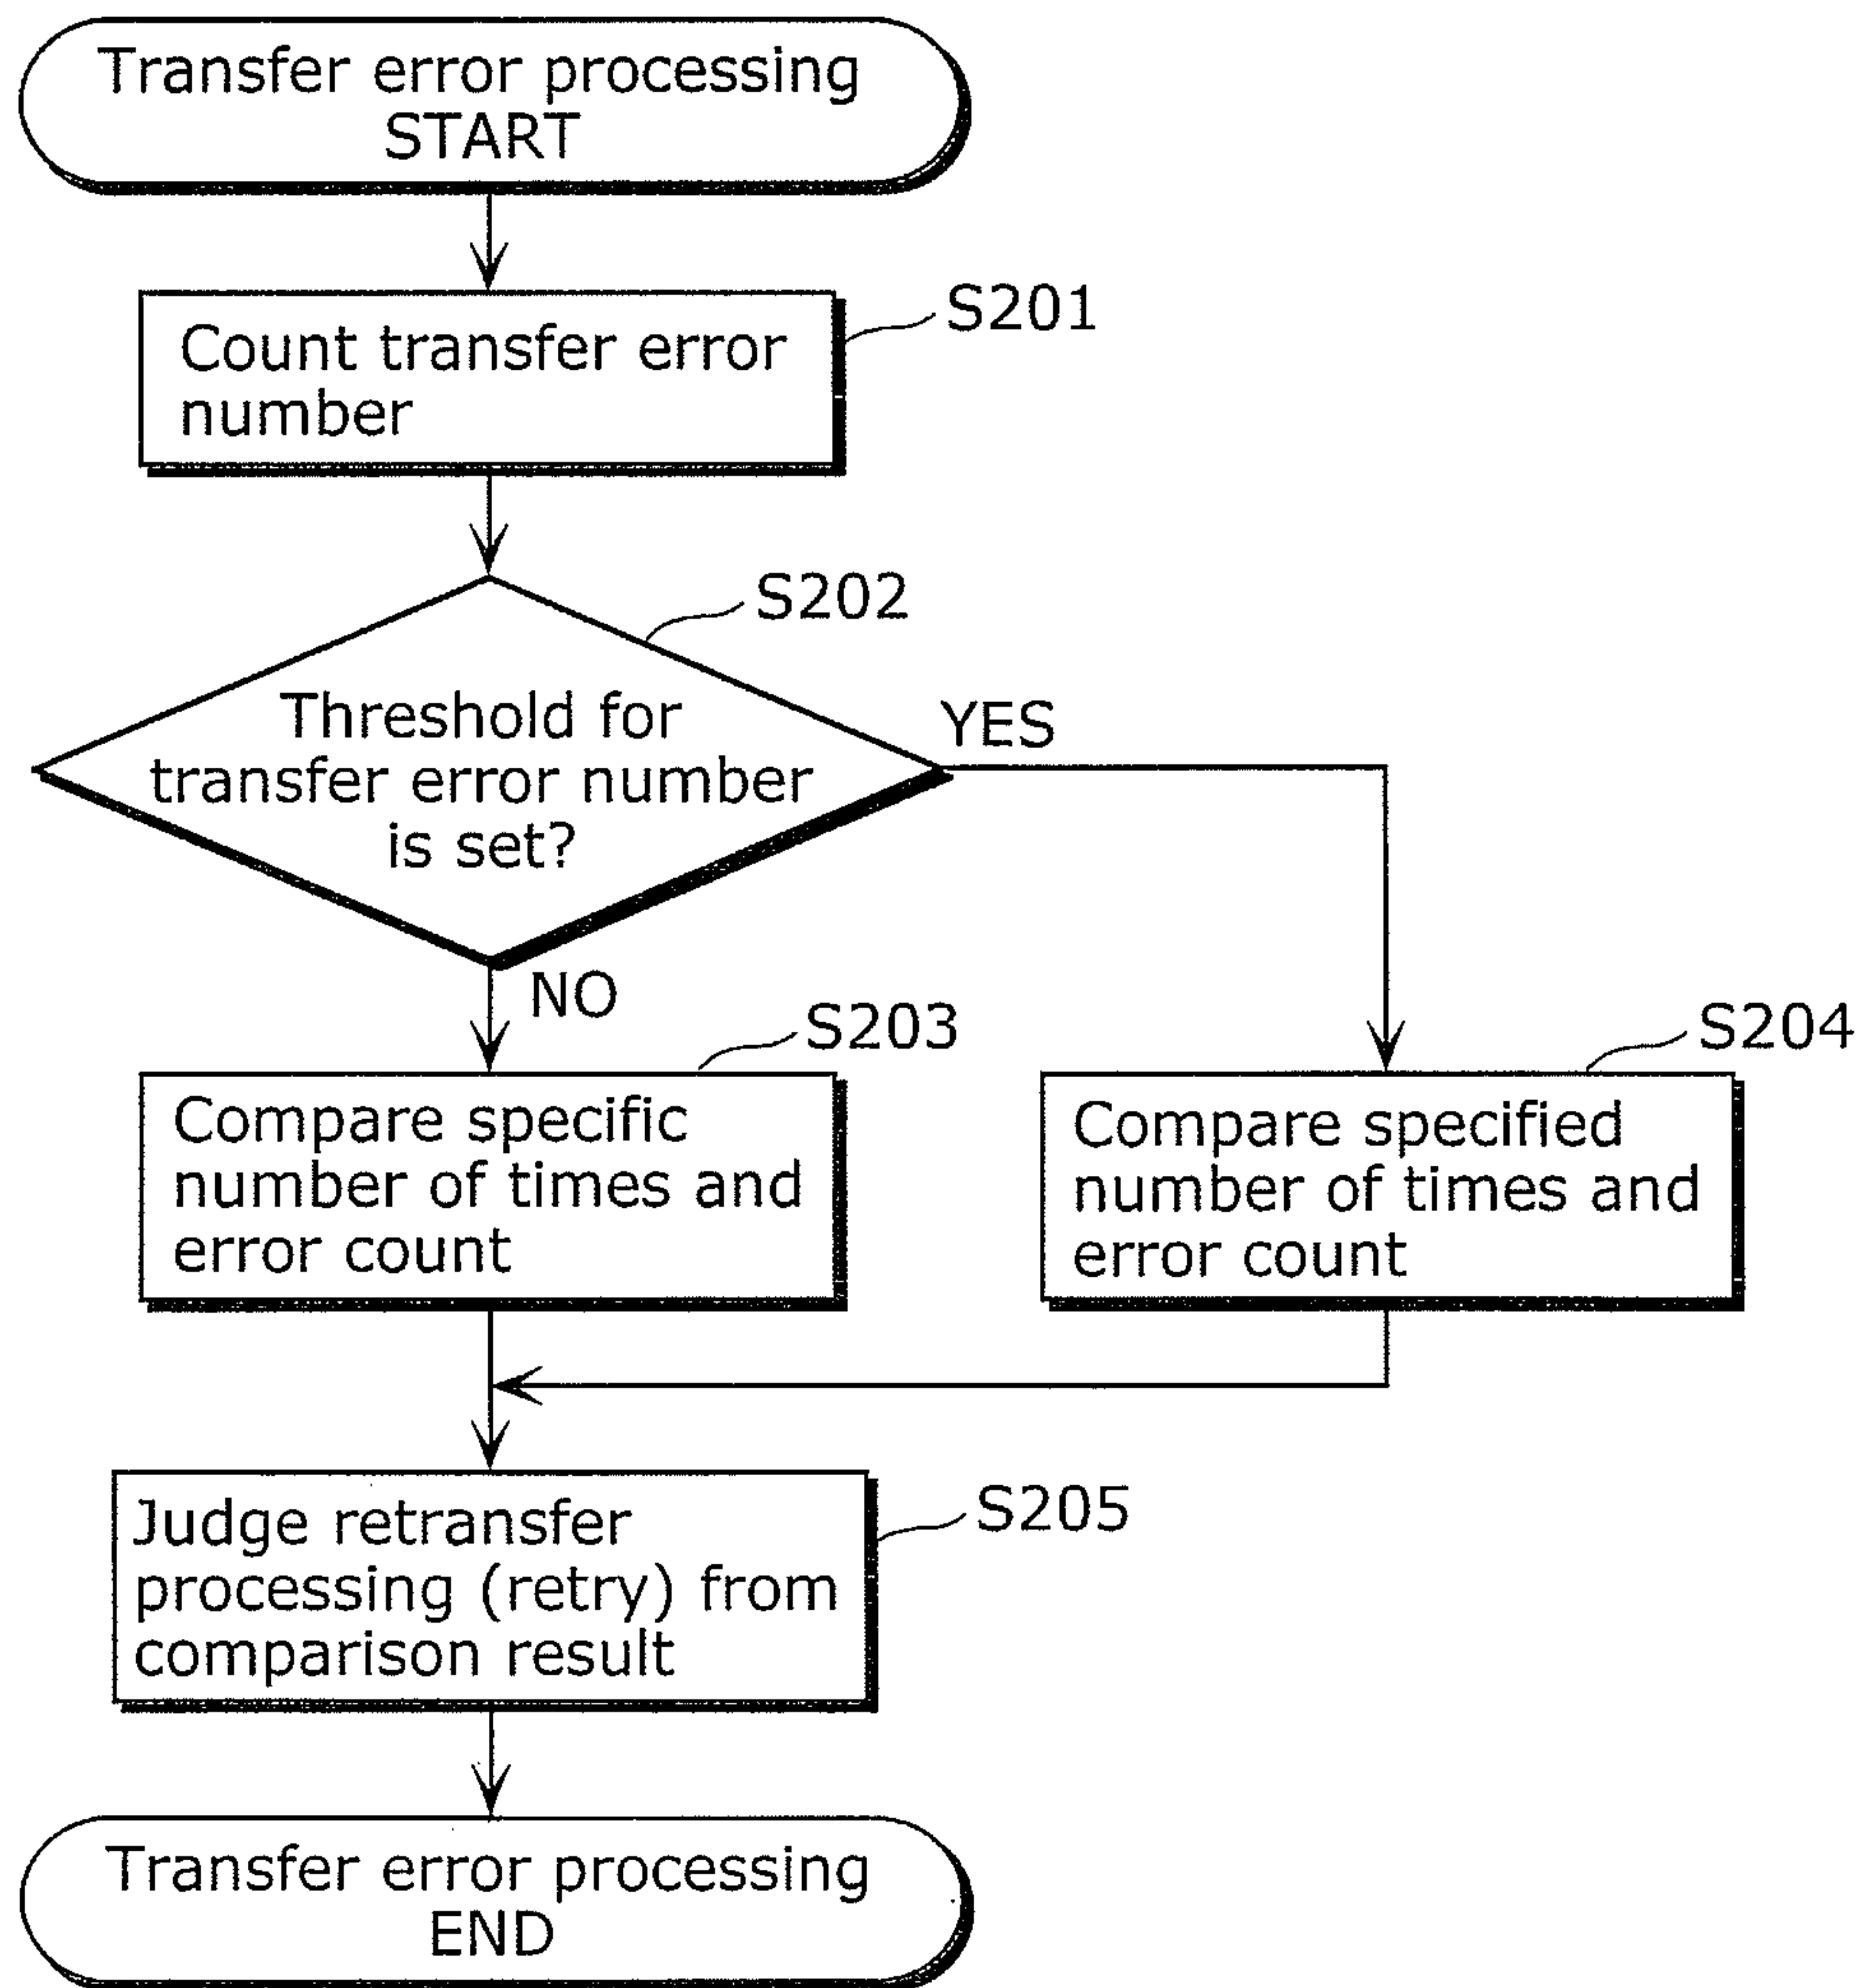 Transfer error processing
START
S201
Count transfer error
number
S202
Threshold for
transfer error number
is set?
YES
NO
S203
Compare specific
number of times and
error count
S204
Compare specified
number of times and
error count
S205
Judge retransfer
processing (retry) from
comparison result
Transfer error processing
END